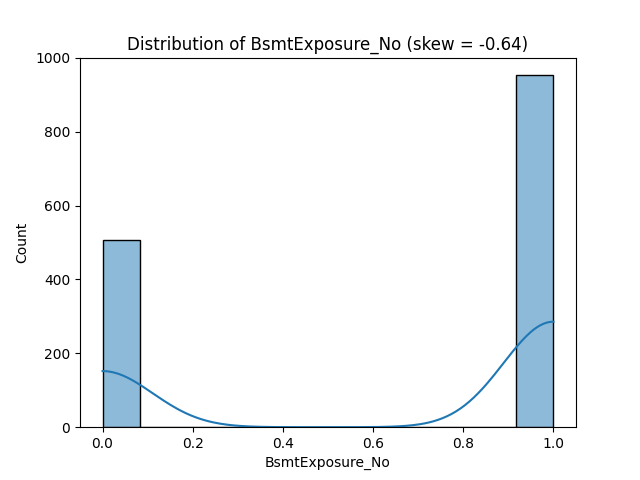 Distribution of BsmtExposure_No (skew = -0.64)
1000
800
600
400
200
0
Count
0.0 0.2 0.4 0.6 0.8 1.0
BsmtExposure_No